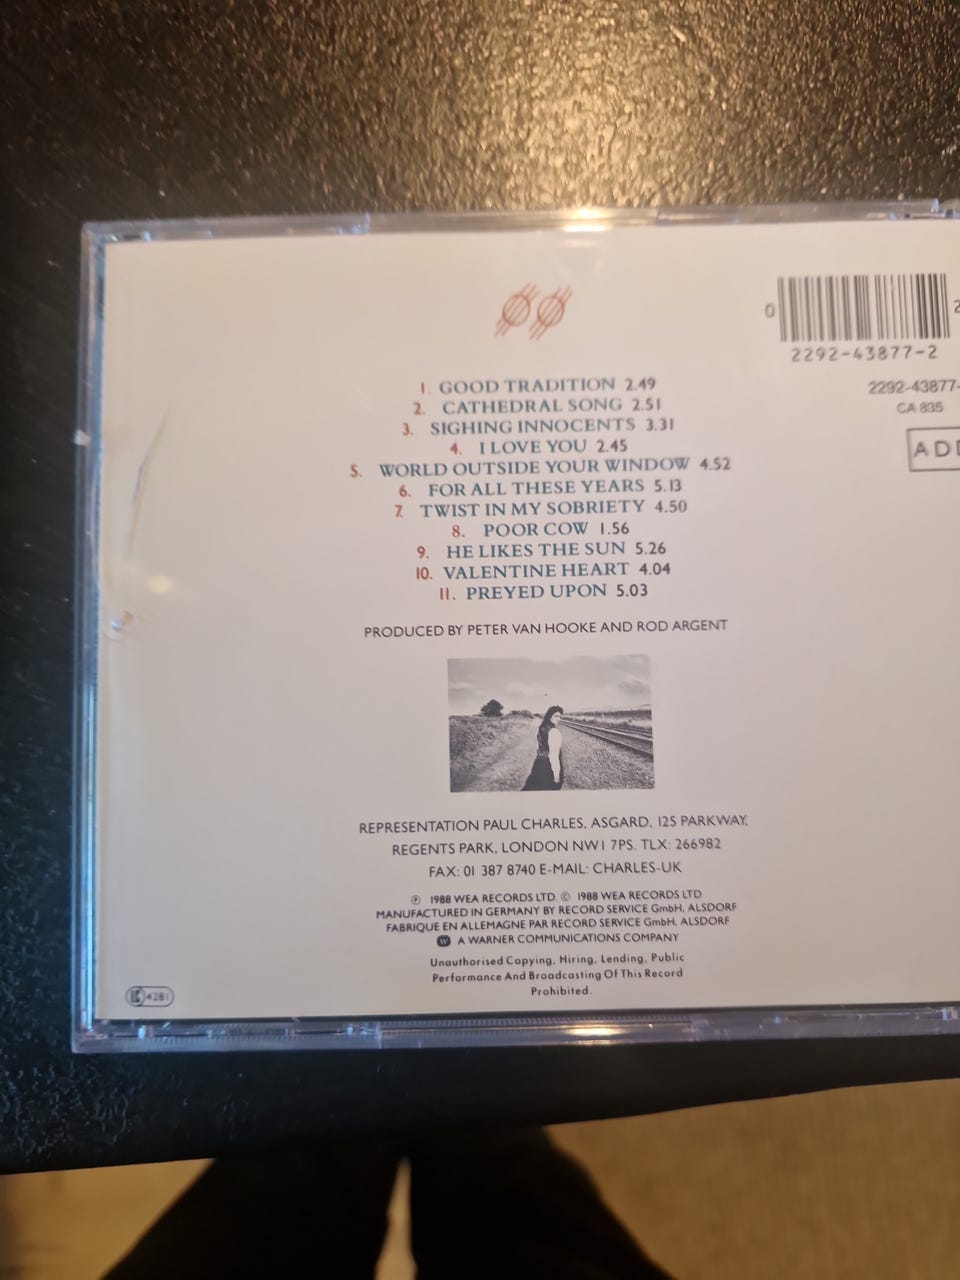 0
2292-43877-2
2292-43877-
CA 835
1. GOOD TRADITION 2.49
2. CATHEDRAL SONG 2.51
3. SIGHING INNOCENTS 3.31
4. I LOVE YOU 2.45
5. WORLD OUTSIDE YOUR WINDOW 4.52
6. FOR ALL THESE YEARS 5.13
7. TWIST IN MY SOBRIETY 4.50
8. POOR COW 1.56
9. HE LIKES THE SUN 5.26
10. VALENTINE HEART 4.04
11. PREYED UPON 5.03
PRODUCED BY PETER VAN HOOKE AND ROD ARGENT
REPRESENTATION PAUL CHARLES, ASGARD, 125 PARKWAY,
REGENTS PARK, LONDON NW1 7PS. TLX: 266982
FAX: 01 387 8740 E-MAIL: CHARLES-UK
℗ 1988 WEA RECORDS LTD. © 1988 WEA RECORDS LTD
MANUFACTURED IN GERMANY BY RECORD SERVICE GmbH, ALSDORF
FABRIQUE EN ALLEMAGNE PAR RECORD SERVICE GmbH, ALSDORF
A WARNER COMMUNICATIONS COMPANY
Unauthorised Copying, Hiring, Lending, Public
Performance And Broadcasting Of This Record
Prohibited.
LC 4281